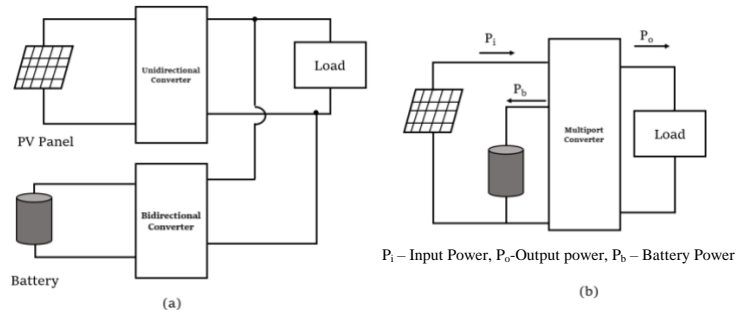 Unidirectional
Converter
Load
PV Panel
Bidirectional
Converter
Battery
(a)
Pi
Po
Pb
Multiport
Converter
Load
Pi – Input Power, Po-Output power, Pb – Battery Power
(b)